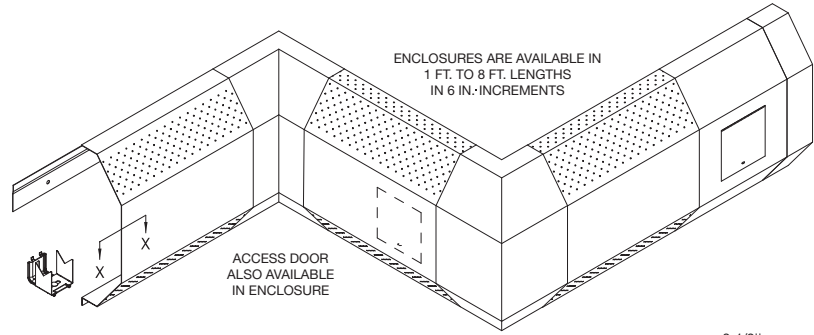 ENCLOSURES ARE AVAILABLE IN
1 FT. TO 8 FT. LENGTHS
IN 6 IN. INCREMENTS
X X
ACCESS DOOR
ALSO AVAILABLE
IN ENCLOSURE